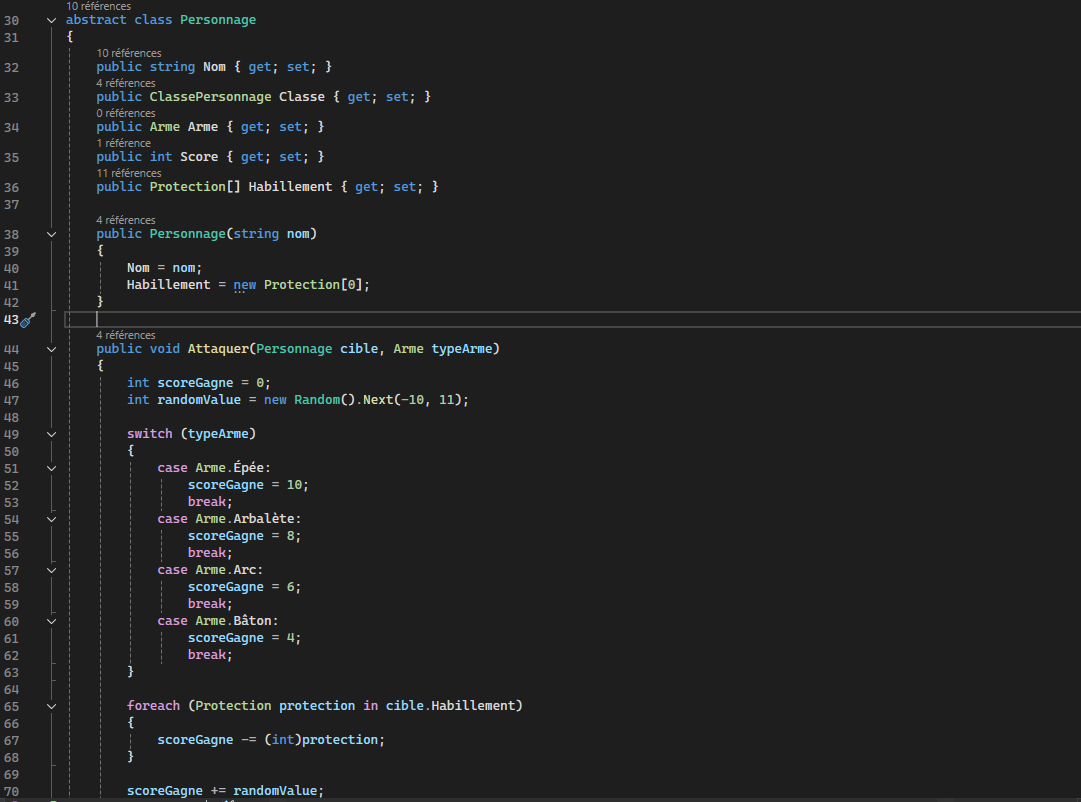 10 références
30 abstract class Personnage
31 {
10 références
32 public string Nom { get; set; }
4 références
33 public ClassePersonnage Classe { get; set; }
0 références
34 public Arme Arme { get; set; }
1 référence
35 public int Score { get; set; }
11 références
36 public Protection[] Habillement { get; set; }
37
4 références
38 public Personnage(string nom)
39 {
40 Nom = nom;
41 Habillement = new Protection[0];
42 }
43
4 références
44 public void Attaquer(Personnage cible, Arme typeArme)
45 {
46 int scoreGagne = 0;
47 int randomValue = new Random().Next(-10, 11);
48
49 switch (typeArme)
50 {
51 case Arme.Épée:
52 scoreGagne = 10;
53 break;
54 case Arme.Arbalète:
55 scoreGagne = 8;
56 break;
57 case Arme.Arc:
58 scoreGagne = 6;
59 break;
60 case Arme.Bâton:
61 scoreGagne = 4;
62 break;
63 }
64
65 foreach (Protection protection in cible.Habillement)
66 {
67 scoreGagne -= (int)protection;
68 }
69
70 scoreGagne += randomValue;